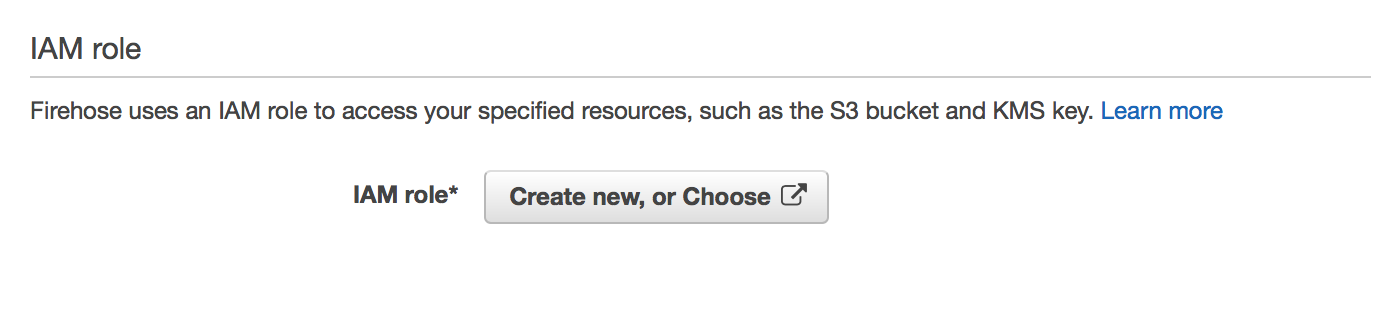 IAM role
Firehose uses an IAM role to access your specified resources, such as the S3 bucket and KMS key. Learn more
IAM role* Create new, or Choose